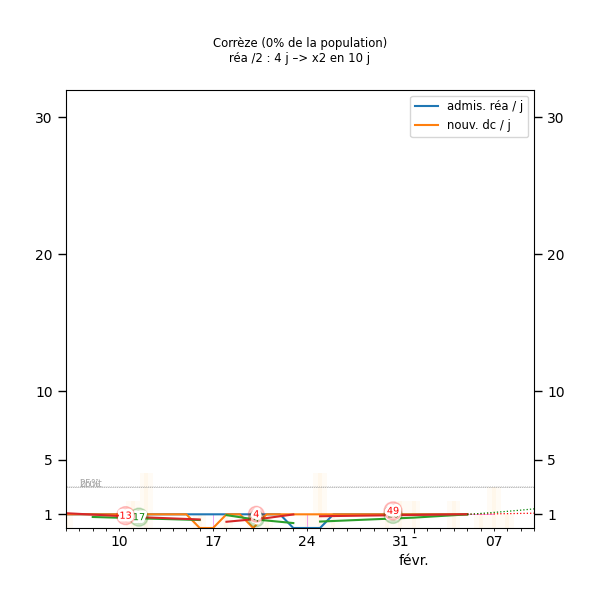 Corrèze (0% de la population)
réa /2 : 4 j –> x2 en 10 j
admis. réa / j
nouv. dc / j
30 30
20 20
10 10
5 5
1 1
13 17 4 49
10 17 24 31 07
févr.